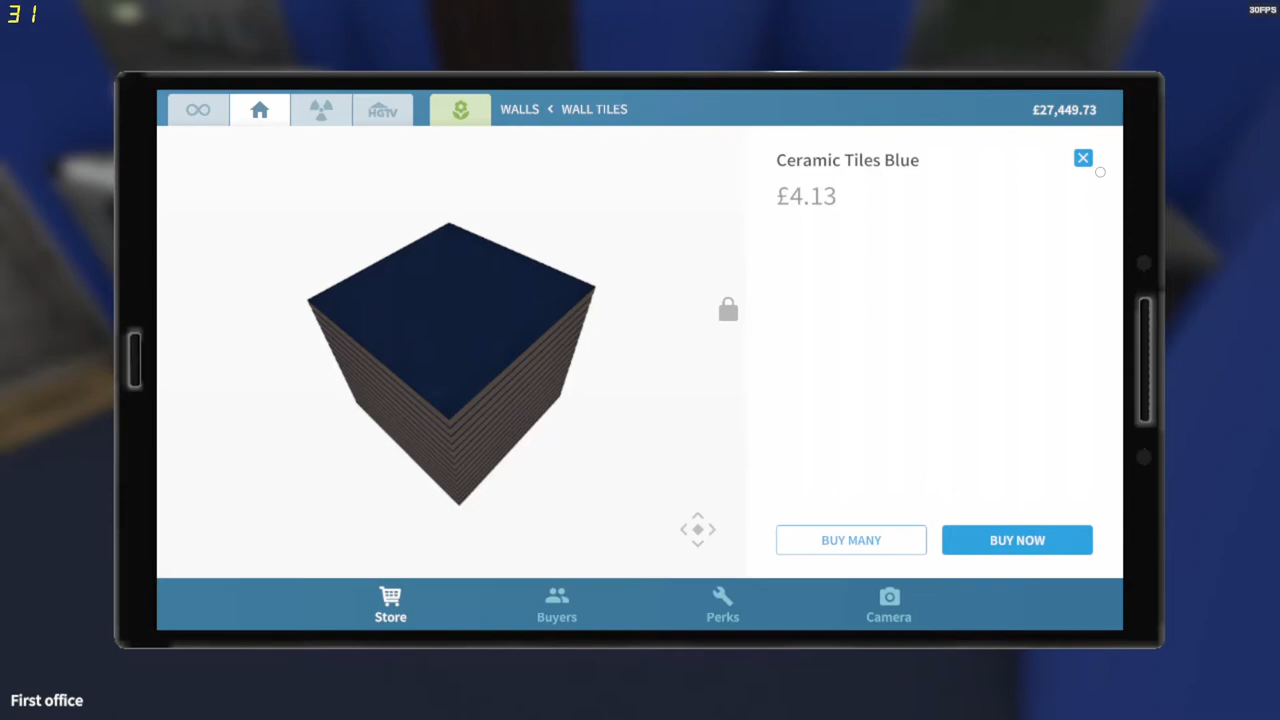 31
30FPS
HGTV
WALLS < WALL TILES
£27,449.73
Ceramic Tiles Blue
£4.13
BUY MANY
BUY NOW
Store
Buyers
Perks
Camera
First office